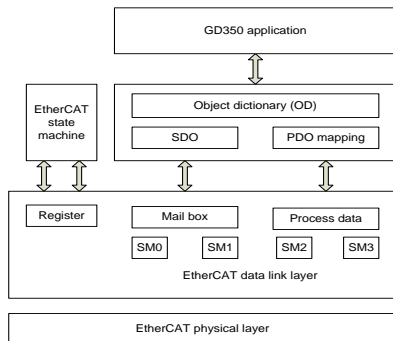 GD350 application
EtherCAT
state
machine
Object dictionary (OD)
SDO
PDO mapping
Register
Mail box
Process data
SM0
SM1
SM2
SM3
EtherCAT data link layer
EtherCAT physical layer